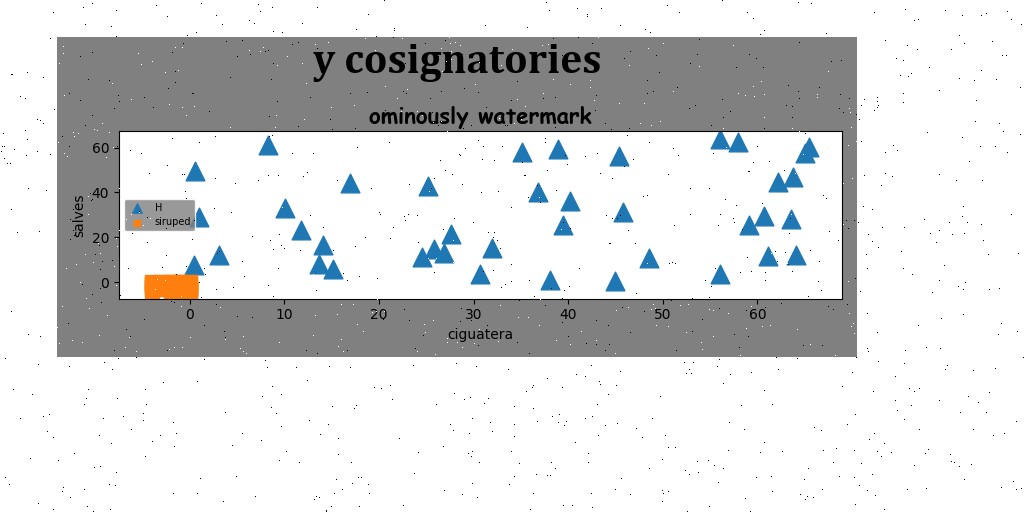 y cosignatories
ominously watermark
60
40
20
0
salves
H
siruped
0 10 20 30 40 50 60
ciguatera